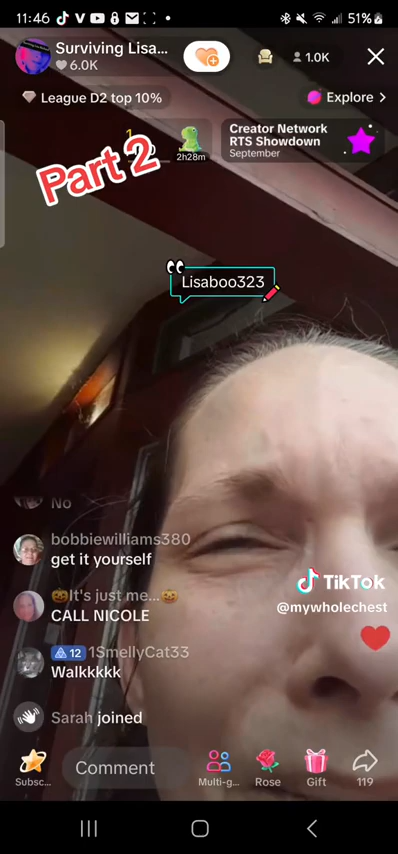 11:46
51%
Surviving Lisa...
6.0K
1.0K
League D2 top 10%
Explore >
Part 2
2h28m
Creator Network
RTS Showdown
September
Lisaboo323
No
bobbiewilliams380
get it yourself
🎃It's just me...🎃
CALL NICOLE
12 1SmellyCat33
Walkkkkk
Sarah joined
TikTok
@mywholechest
Subsc...
Comment
Multi-g...
Rose
Gift
119